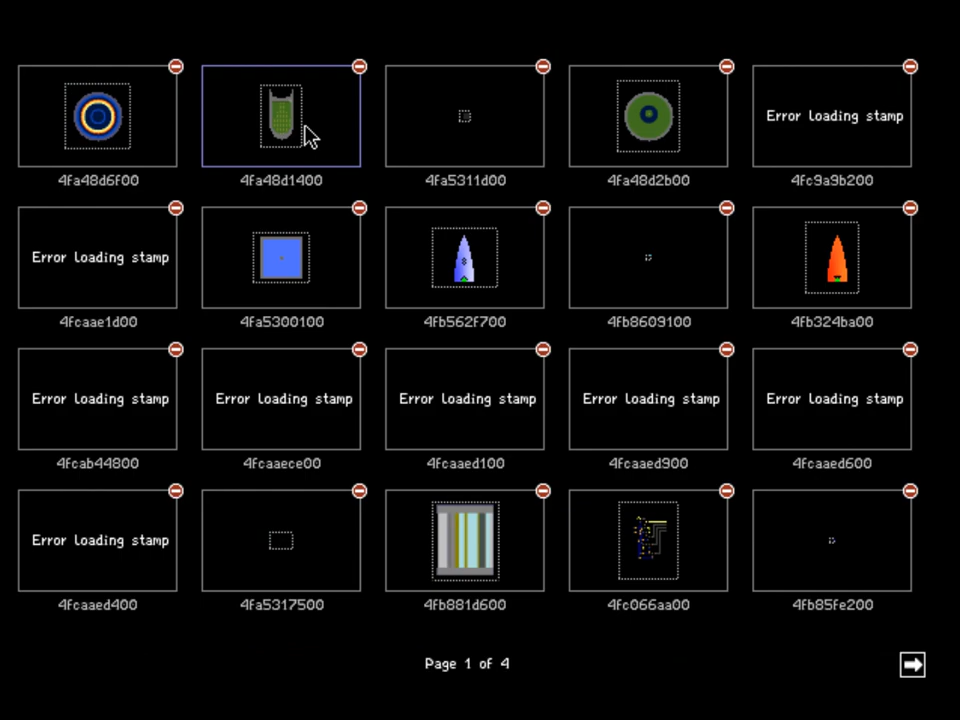 Error loading stamp
4fa48d6f00 4fa48d1400 4fa5311d00 4fa48d2b00 4fc9a9b200
Error loading stamp
4fcaae1d00 4fa5300100 4fb562f700 4fb8609100 4fb324ba00
Error loading stamp Error loading stamp Error loading stamp Error loading stamp Error loading stamp
4fcab44800 4fcaaece00 4fcaaed100 4fcaaed900 4fcaaed600
Error loading stamp
4fcaaed400 4fa5317500 4fb881d600 4fc066aa00 4fb85fe200
Page 1 of 4